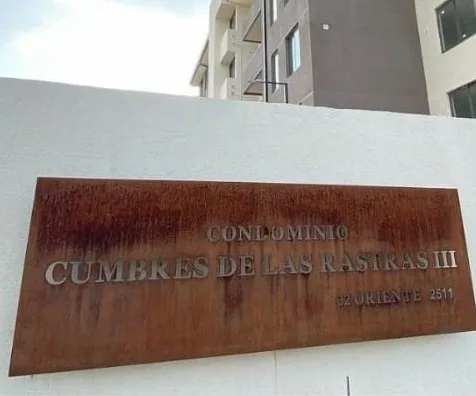 CONDOMINIO
CUMBRES DE LAS RASTRAS III
32 ORIENTE 2511